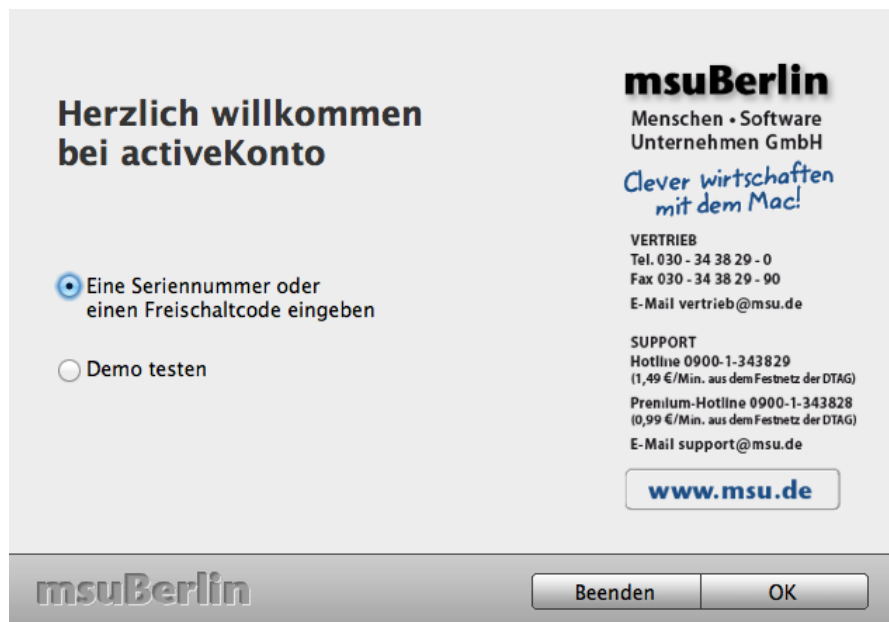 Herzlich willkommen
bei activeKonto
Eine Seriennummer oder
einen Freischaltcode eingeben
Demo testen
msuBerlin
Menschen • Software
Unternehmen GmbH
Clever wirtschaften
mit dem Mac!
VERTRIEB
Tel. 030 - 34 38 29 - 0
Fax 030 - 34 38 29 - 90
E-Mail vertrieb@msu.de
SUPPORT
Hotline 0900-1-343829
(1,49 €/Min. aus dem Festnetz der DTAG)
Premium-Hotline 0900-1-343828
(0,99 €/Min. aus dem Festnetz der DTAG)
E-Mail support@msu.de
www.msu.de
msuBerlin
Beenden
OK